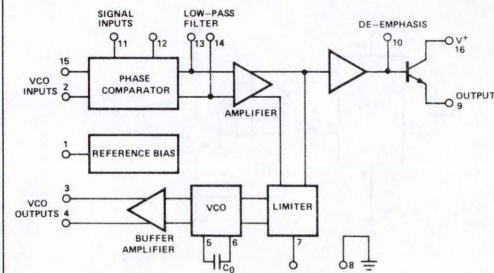 SIGNAL
INPUTS
LOW-PASS
FILTER
DE-EMPHASIS
11
12
13
14
10
V+
16
15
VCO
INPUTS
2
PHASE
COMPARATOR
AMPLIFIER
OUTPUT
9
1
REFERENCE BIAS
3
VCO
OUTPUTS
4
BUFFER
AMPLIFIER
VCO
LIMITER
5
6
C0
7
8